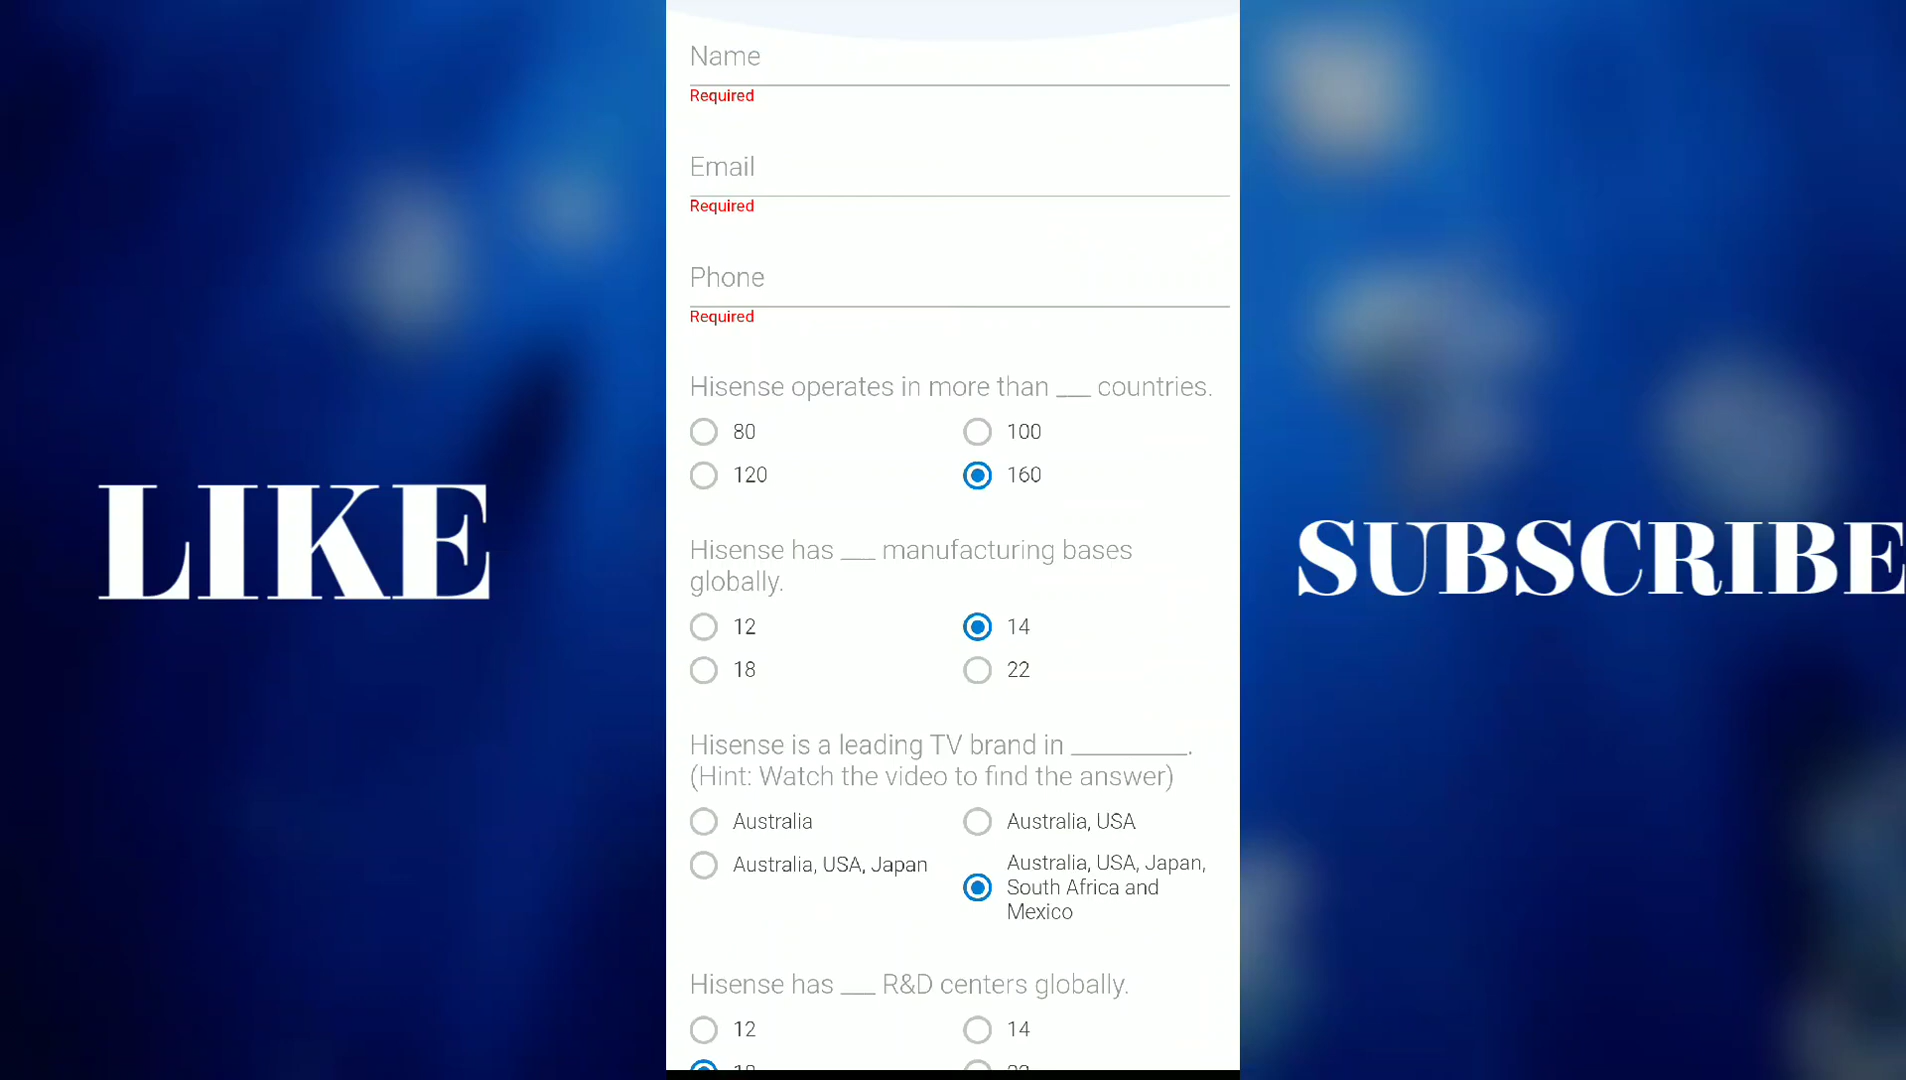 Name
Required
Email
Required
Phone
Required
Hisense operates in more than ___ countries.
80
100
120
160
Hisense has ___ manufacturing bases
globally.
12
14
18
22
Hisense is a leading TV brand in _________.
(Hint: Watch the video to find the answer)
Australia
Australia, USA
Australia, USA, Japan
Australia, USA, Japan,
South Africa and
Mexico
Hisense has ___ R&D centers globally.
12
14
LIKE
SUBSCRIBE